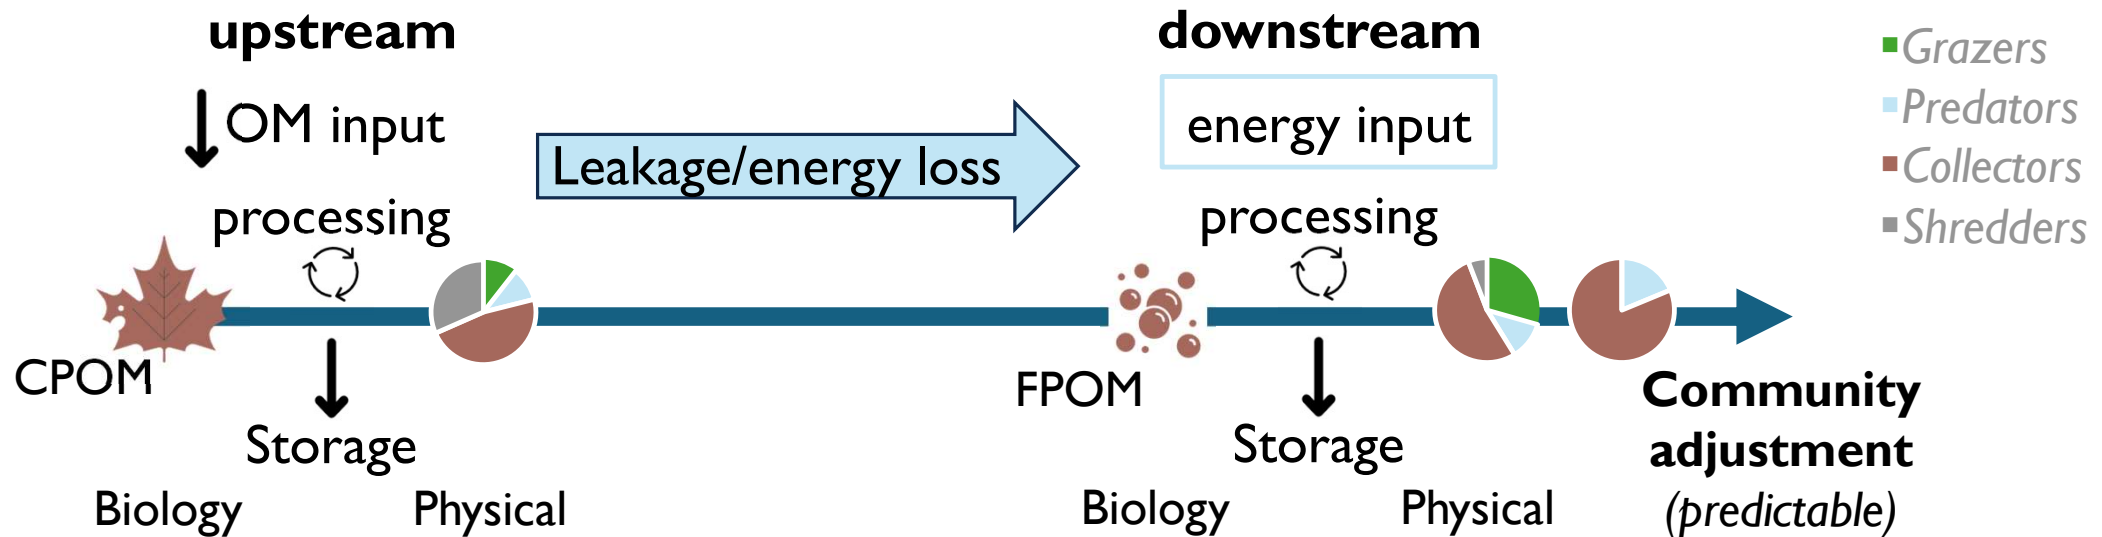 upstream
OM input
processing
CPOM
Storage
Biology
Physical
Leakage/energy loss
downstream
energy input
processing
FPOM
Storage
Biology
Physical
Community
adjustment
(predictable)
Grazers
Predators
Collectors
Shredders